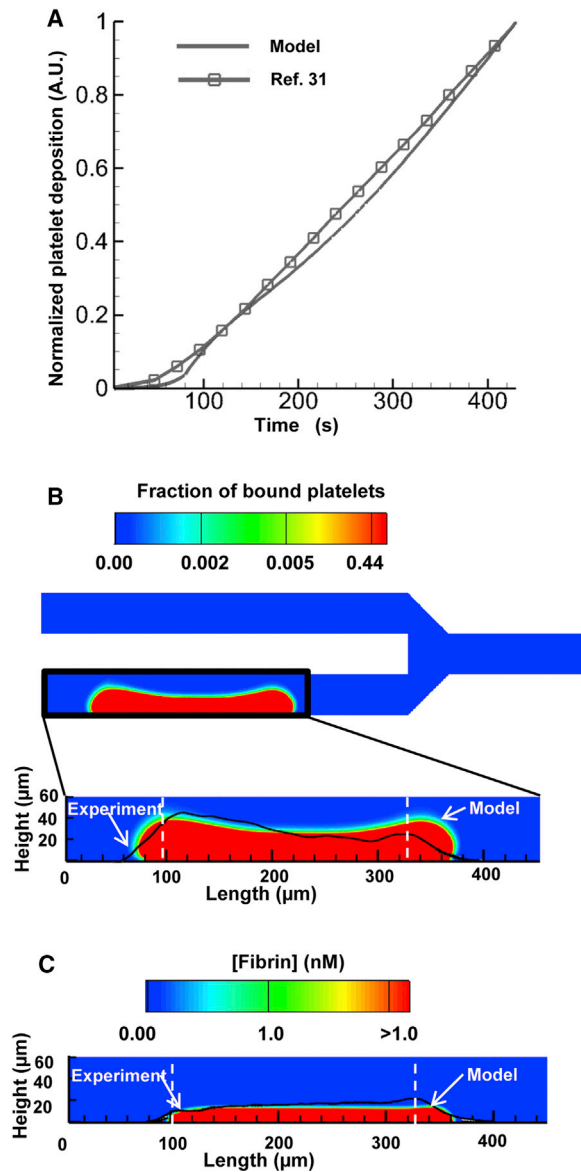 A
Normalized platelet deposition (A.U.)
1
0.8
0.6
0.4
0.2
0
Model
Ref. 31
100
200
300
400
Time (s)
B
Fraction of bound platelets
0.00
0.002
0.005
0.44
Height (µm)
60
40
20
Experiment
Model
0
100
200
300
400
Length (µm)
C
[Fibrin] (nM)
0.00
1.0
>1.0
Height (µm)
60
40
20
Experiment
Model
0
100
200
300
400
Length (µm)